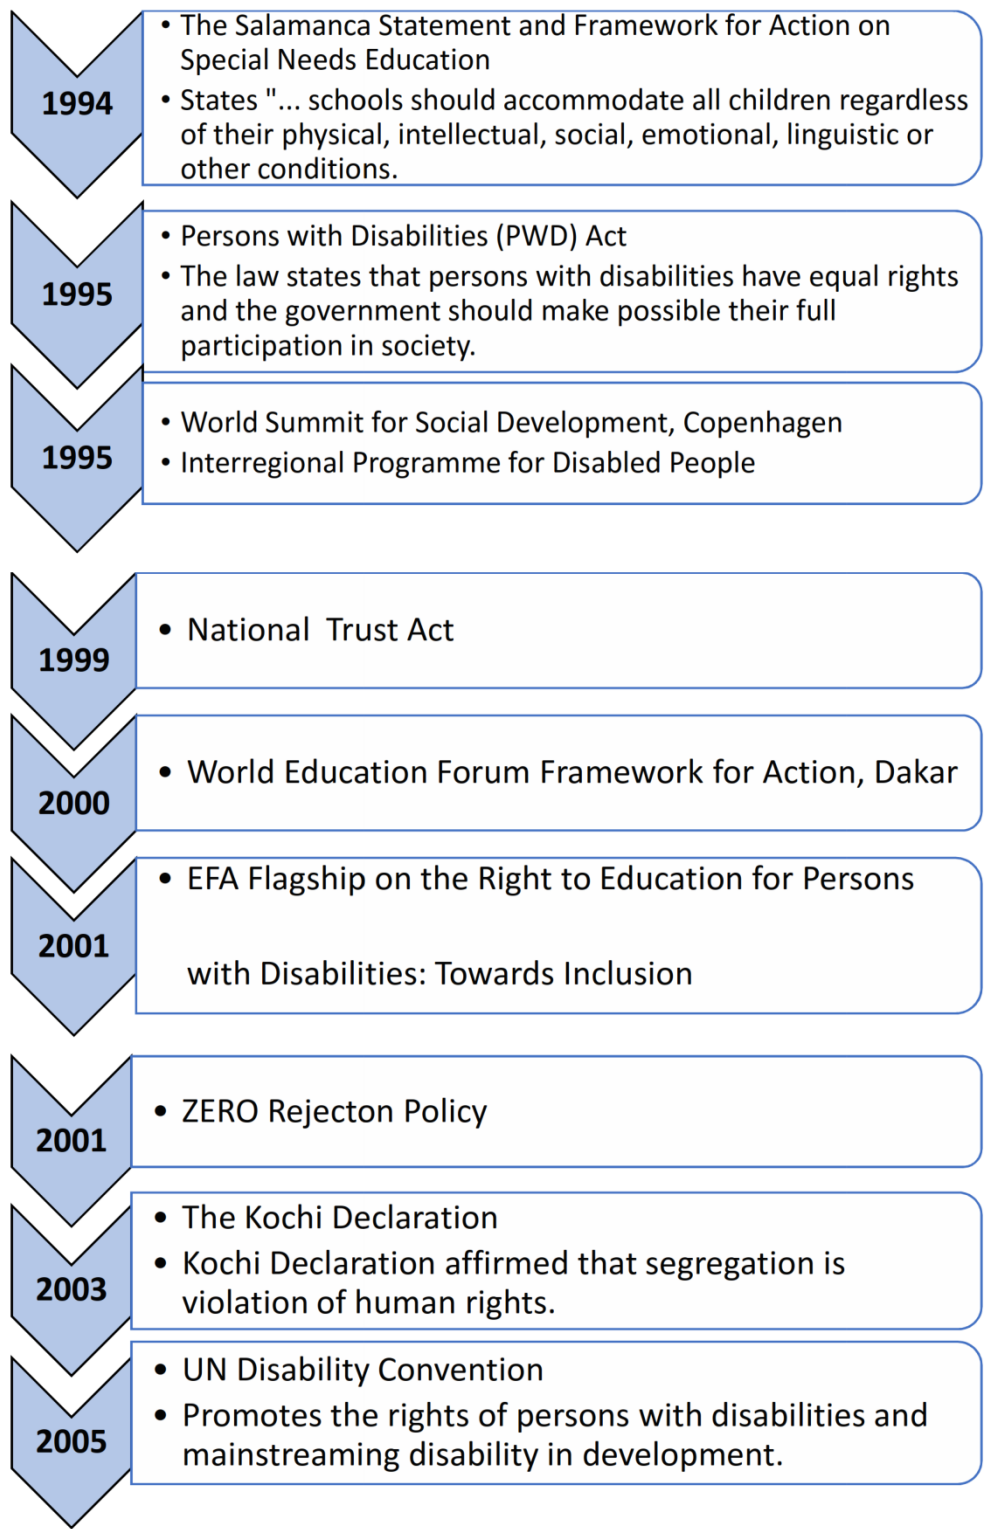 • The Salamanca Statement and Framework for Action on
Special Needs Education
1994
• States "... schools should accommodate all children regardless
of their physical, intellectual, social, emotional, linguistic or
other conditions.
• Persons with Disabilities (PWD) Act
1995
• The law states that persons with disabilities have equal rights
and the government should make possible their full
participation in society.
1995
• World Summit for Social Development, Copenhagen
• Interregional Programme for Disabled People
1999
• National Trust Act
2000
• World Education Forum Framework for Action, Dakar
2001
• EFA Flagship on the Right to Education for Persons
with Disabilities: Towards Inclusion
2001
• ZERO Rejecton Policy
2003
• The Kochi Declaration
• Kochi Declaration affirmed that segregation is
violation of human rights.
2005
• UN Disability Convention
• Promotes the rights of persons with disabilities and
mainstreaming disability in development.